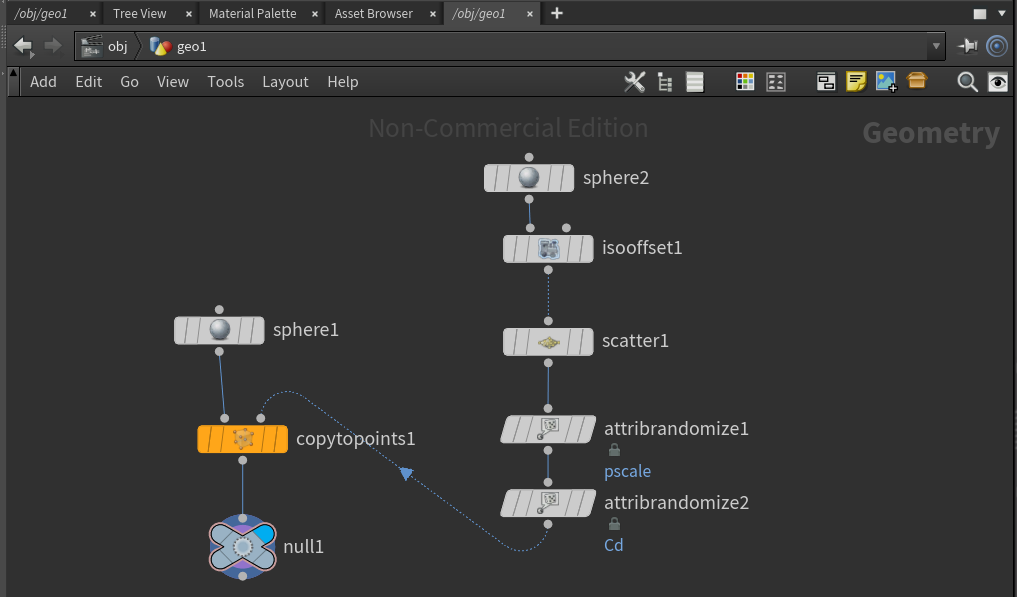 /obj/geo1 × Tree View × Material Palette × Asset Browser × /obj/geo1 × +
obj geo1
Add Edit Go View Tools Layout Help
Non-Commercial Edition
Geometry
sphere2
isooffset1
sphere1
scatter1
attribrandomize1
copytopoints1
pscale
attribrandomize2
Cd
null1